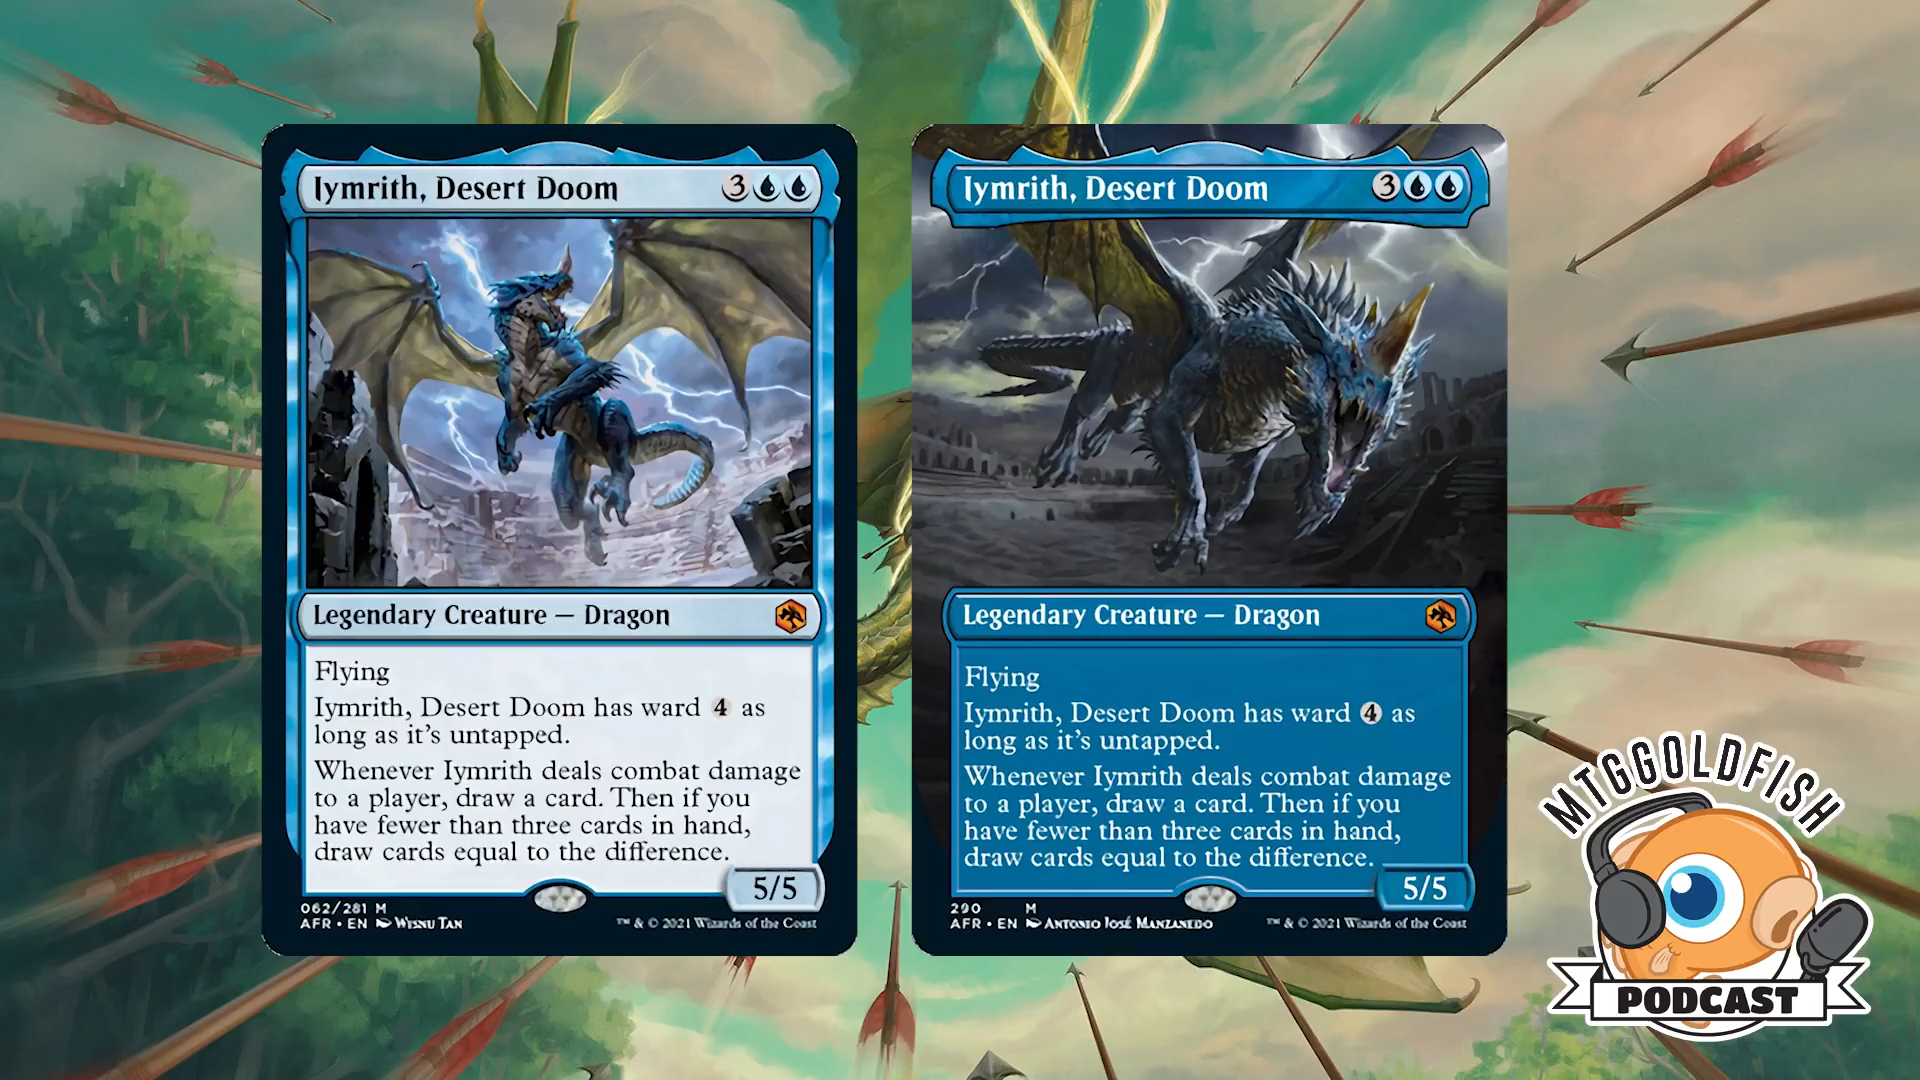 Iymrith, Desert Doom 3
Legendary Creature — Dragon
Flying
Iymrith, Desert Doom has ward 4 as
long as it's untapped.
Whenever Iymrith deals combat damage
to a player, draw a card. Then if you
have fewer than three cards in hand,
draw cards equal to the difference.
5/5
062/281 M
AFR • EN Wisnu Tan
™ & © 2021 Wizards of the Coast
Iymrith, Desert Doom 3
Legendary Creature — Dragon
Flying
Iymrith, Desert Doom has ward 4 as
long as it's untapped.
Whenever Iymrith deals combat damage
to a player, draw a card. Then if you
have fewer than three cards in hand,
draw cards equal to the difference.
5/5
290 M
AFR • EN Antonio José Manzanedo
™ & © 2021 Wizards of the Coast
MTGGOLDFISH
PODCAST